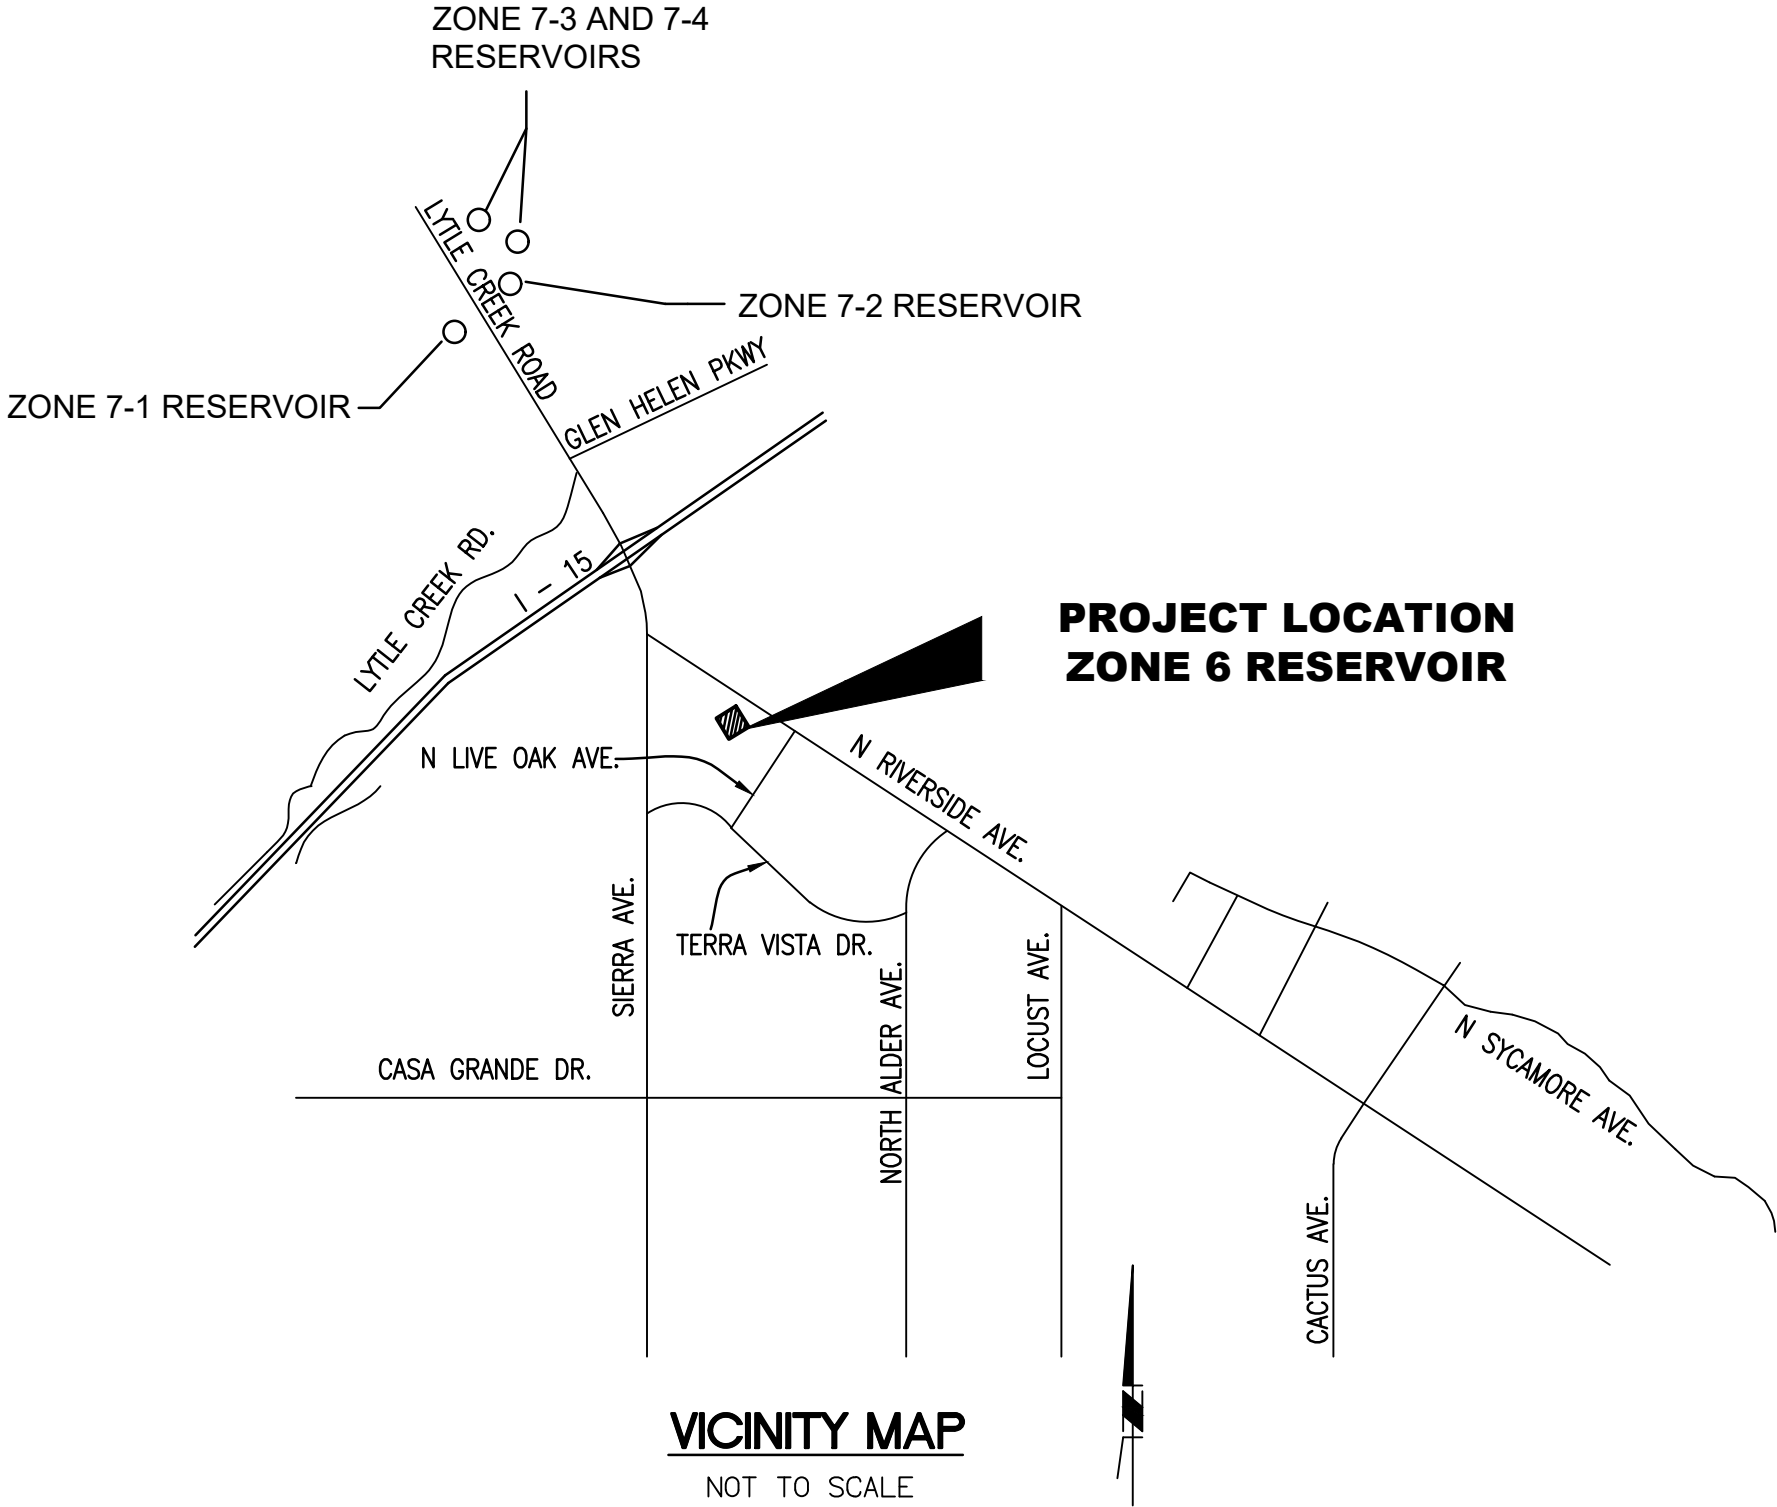 ZONE 7-3 AND 7-4
RESERVOIRS
LYTLE CREEK ROAD
ZONE 7-2 RESERVOIR
GLEN HELEN PKWY
ZONE 7-1 RESERVOIR
LYTLE CREEK RD.
I - 15
PROJECT LOCATION
ZONE 6 RESERVOIR
N LIVE OAK AVE.
N RIVERSIDE AVE.
SIERRA AVE.
TERRA VISTA DR.
NORTH ALDER AVE.
LOCUST AVE.
N SYCAMORE AVE.
CASA GRANDE DR.
CACTUS AVE.
N
VICINITY MAP
NOT TO SCALE